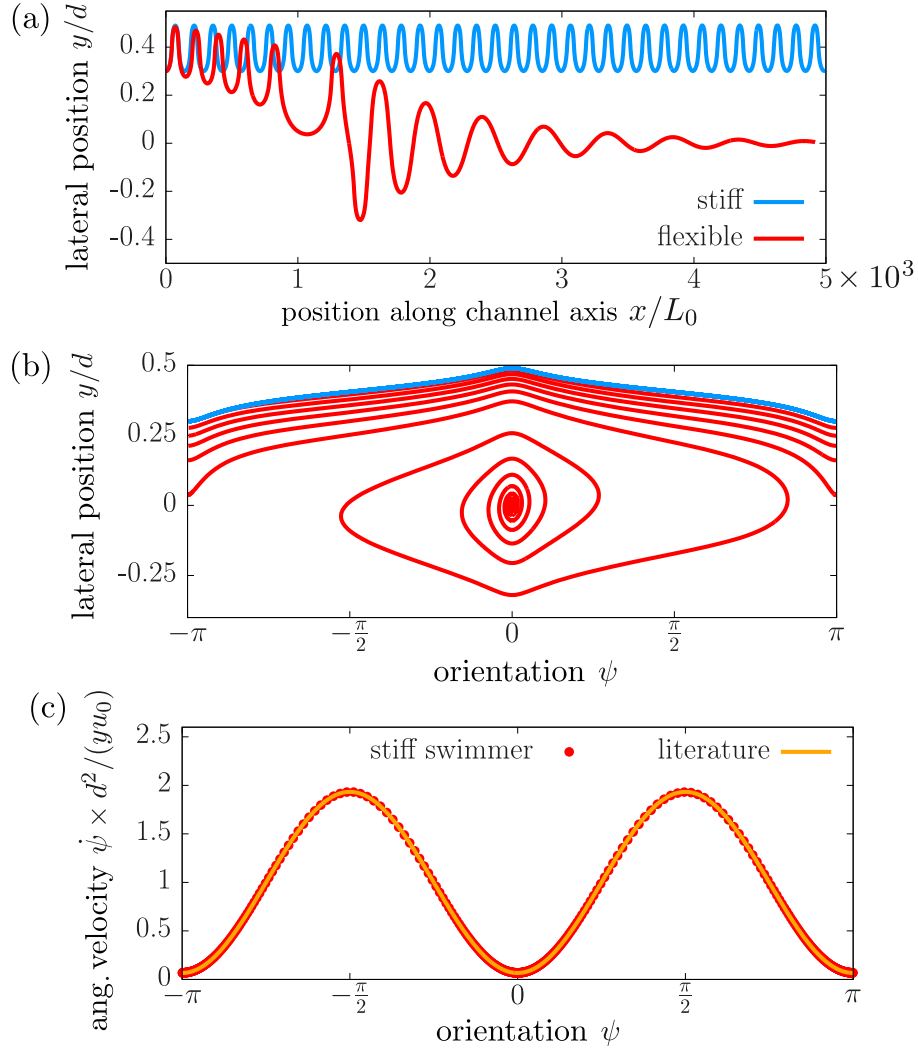 (a)
lateral position y/d
0.4
0.2
0
-0.2
-0.4
stiff
flexible
0 1 2 3 4 5 × 10³
position along channel axis x/L₀
(b)
lateral position y/d
0.5
0.25
0
-0.25
−π −π/2 0 π/2 π
orientation ψ
(c)
ang. velocity ψ̇ × d²/(yu₀)
2.5
2
1.5
1
0.5
0
stiff swimmer literature
−π −π/2 0 π/2 π
orientation ψ